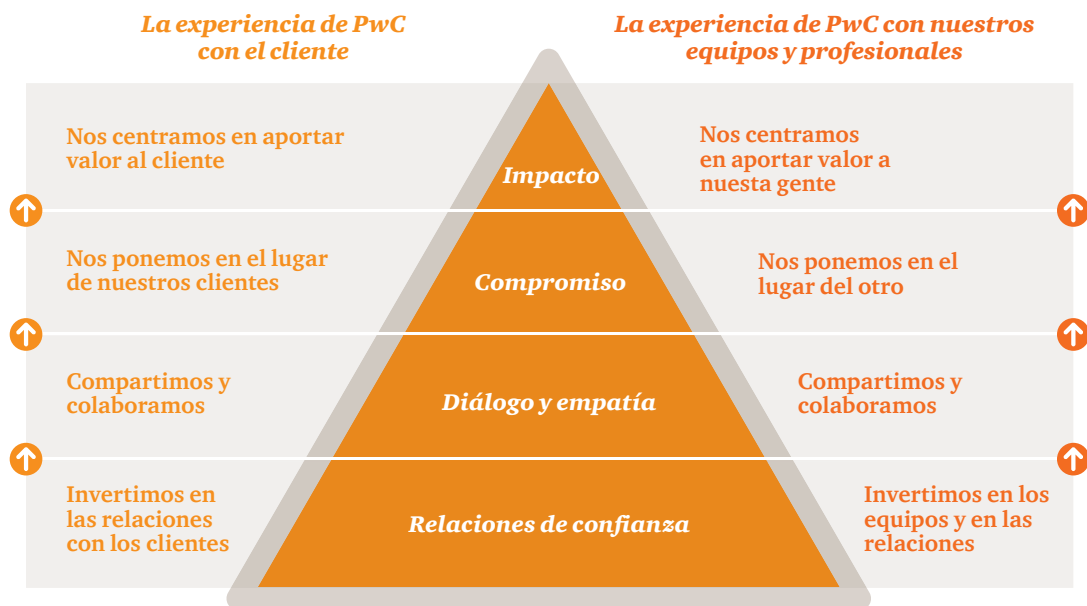 La experiencia de PwC
con el cliente
La experiencia de PwC con nuestros
equipos y profesionales
Nos centramos en aportar
valor al cliente
Impacto
Nos centramos
en aportar valor a
nuesta gente
Nos ponemos en el lugar
de nuestros clientes
Compromiso
Nos ponemos en el
lugar del otro
Compartimos y
colaboramos
Diálogo y empatía
Compartimos y
colaboramos
Invertimos en
las relaciones
con los clientes
Relaciones de confianza
Invertimos en los
equipos y en las
relaciones